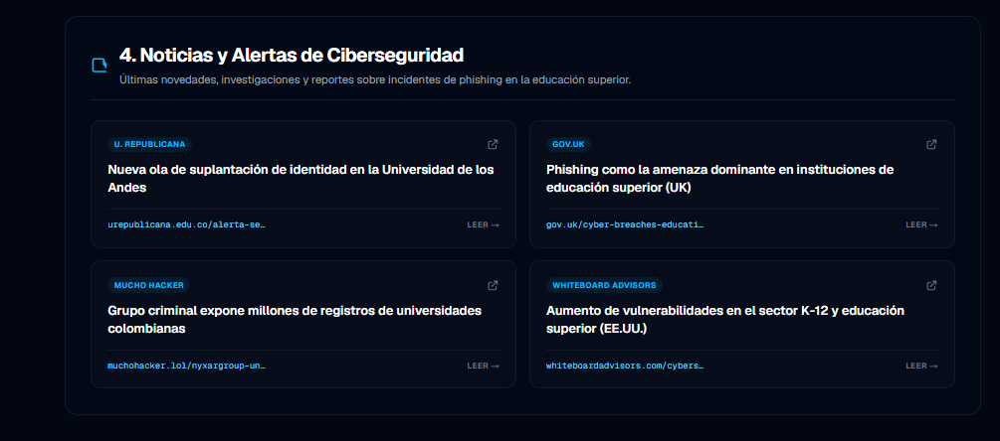 4. Noticias y Alertas de Ciberseguridad
Últimas novedades, investigaciones y reportes sobre incidentes de phishing en la educación superior.
U. REPUBLICANA
Nueva ola de suplantación de identidad en la Universidad de los
Andes
urepublicana.edu.co/alerta-se…
LEER →
GOV.UK
Phishing como la amenaza dominante en instituciones de
educación superior (UK)
gov.uk/cyber-breaches-educati…
LEER →
MUCHO HACKER
Grupo criminal expone millones de registros de universidades
colombianas
muchohacker.lol/nyxargroup-un…
LEER →
WHITEBOARD ADVISORS
Aumento de vulnerabilidades en el sector K-12 y educación
superior (EE.UU.)
whiteboardadvisors.com/cybers…
LEER →